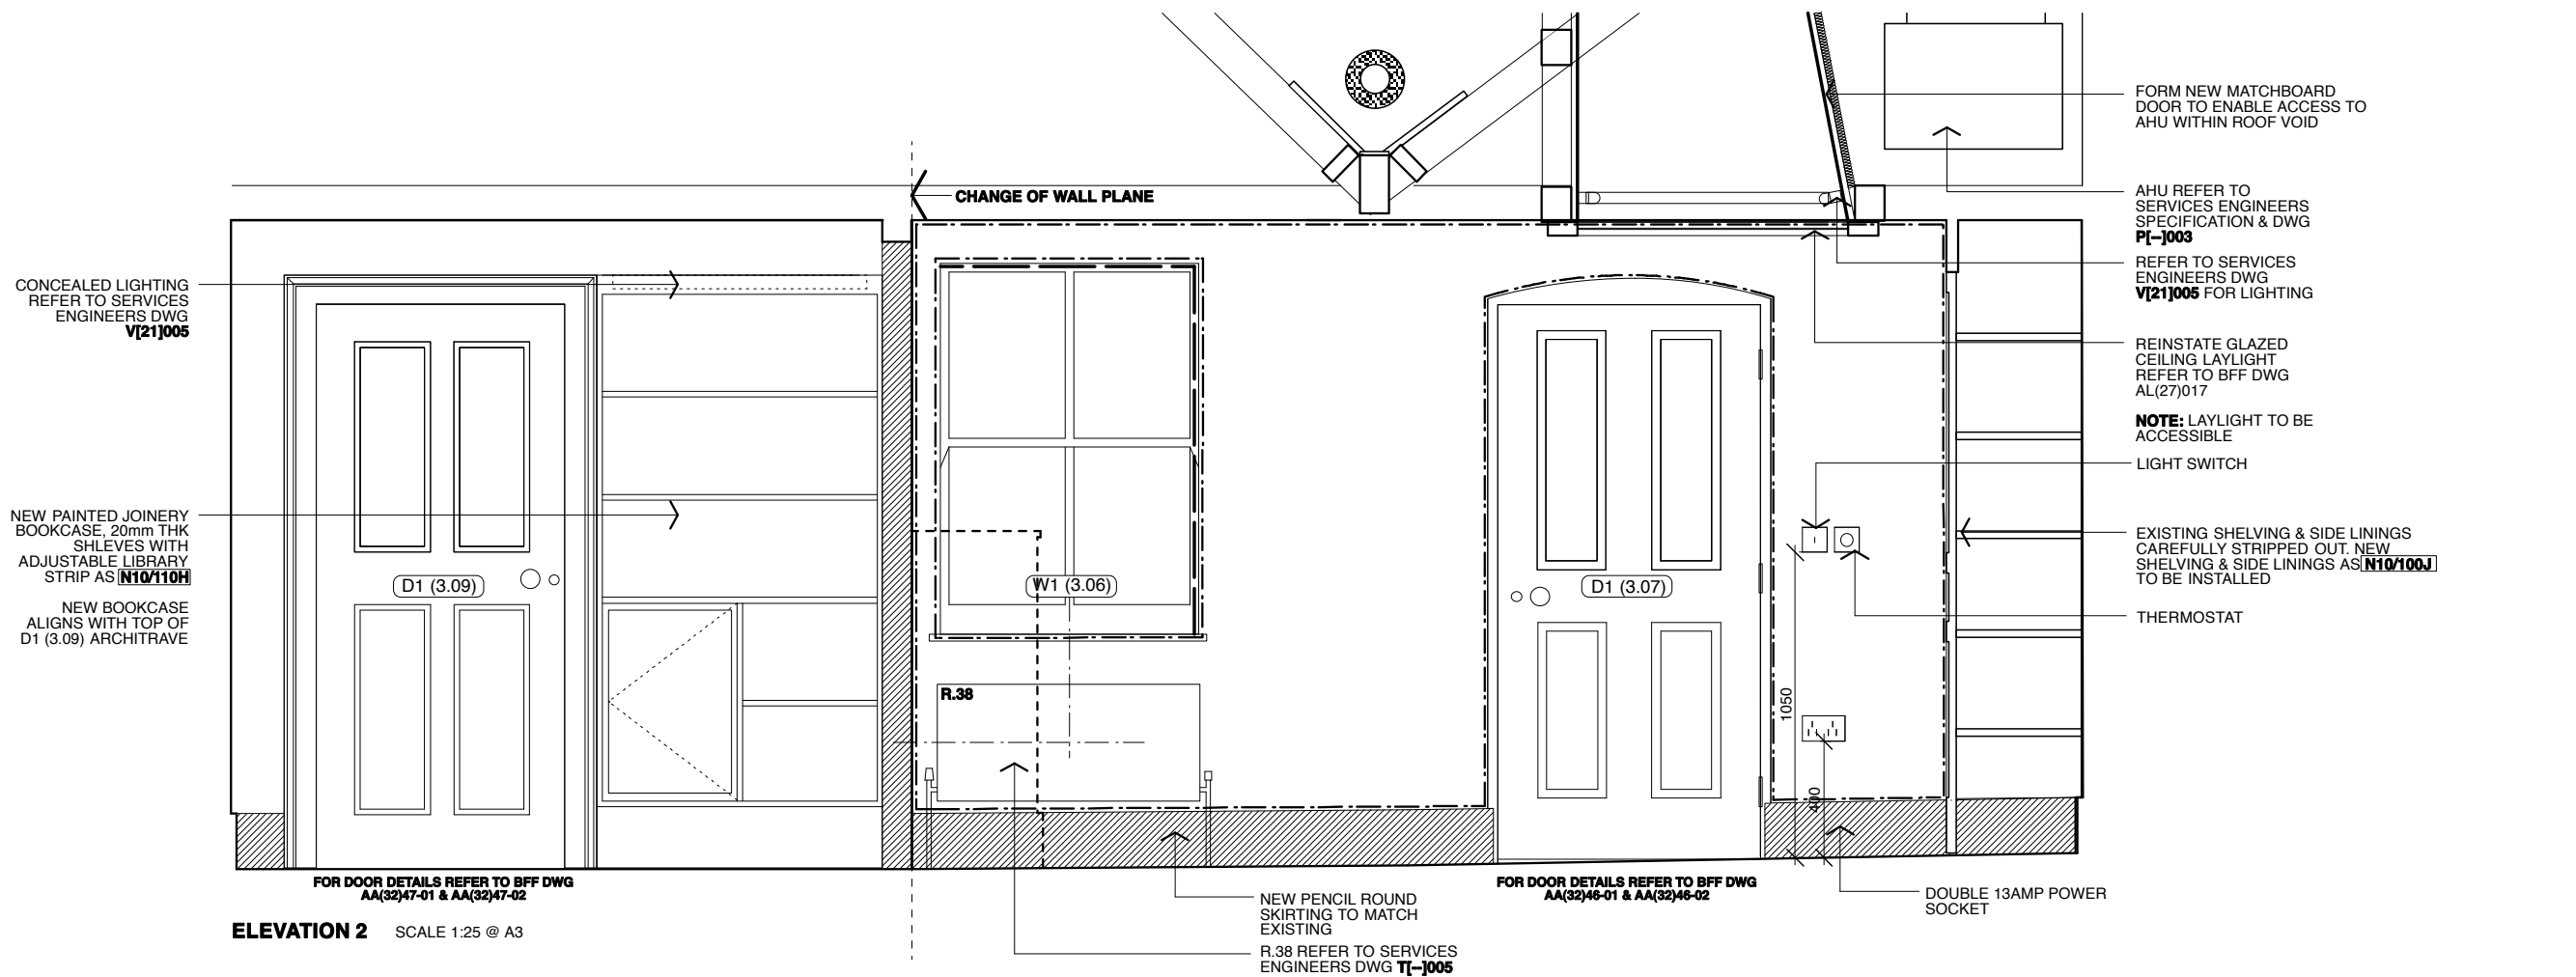 CHANGE OF WALL PLANE
CONCEALED LIGHTING
REFER TO SERVICES
ENGINEERS DWG
V[21]005
NEW PAINTED JOINERY
BOOKCASE, 20mm THK
SHLEVES WITH
ADJUSTABLE LIBRARY
STRIP AS N10/110H
NEW BOOKCASE
ALIGNS WITH TOP OF
D1 (3.09) ARCHITRAVE
D1 (3.09)
W1 (3.06)
R.38
D1 (3.07)
1050
400
FORM NEW MATCHBOARD
DOOR TO ENABLE ACCESS TO
AHU WITHIN ROOF VOID
AHU REFER TO
SERVICES ENGINEERS
SPECIFICATION & DWG
P[--]003
REFER TO SERVICES
ENGINEERS DWG
V[21]005 FOR LIGHTING
REINSTATE GLAZED
CEILING LAYLIGHT
REFER TO BFF DWG
AL(27)017
NOTE: LAYLIGHT TO BE
ACCESSIBLE
LIGHT SWITCH
EXISTING SHELVING & SIDE LININGS
CAREFULLY STRIPPED OUT. NEW
SHELVING & SIDE LININGS AS N10/100J
TO BE INSTALLED
THERMOSTAT
DOUBLE 13AMP POWER
SOCKET
FOR DOOR DETAILS REFER TO BFF DWG
AA(32)47-01 & AA(32)47-02
FOR DOOR DETAILS REFER TO BFF DWG
AA(32)46-01 & AA(32)46-02
NEW PENCIL ROUND
SKIRTING TO MATCH
EXISTING
R.38 REFER TO SERVICES
ENGINEERS DWG T[--]005
ELEVATION 2 SCALE 1:25 @ A3